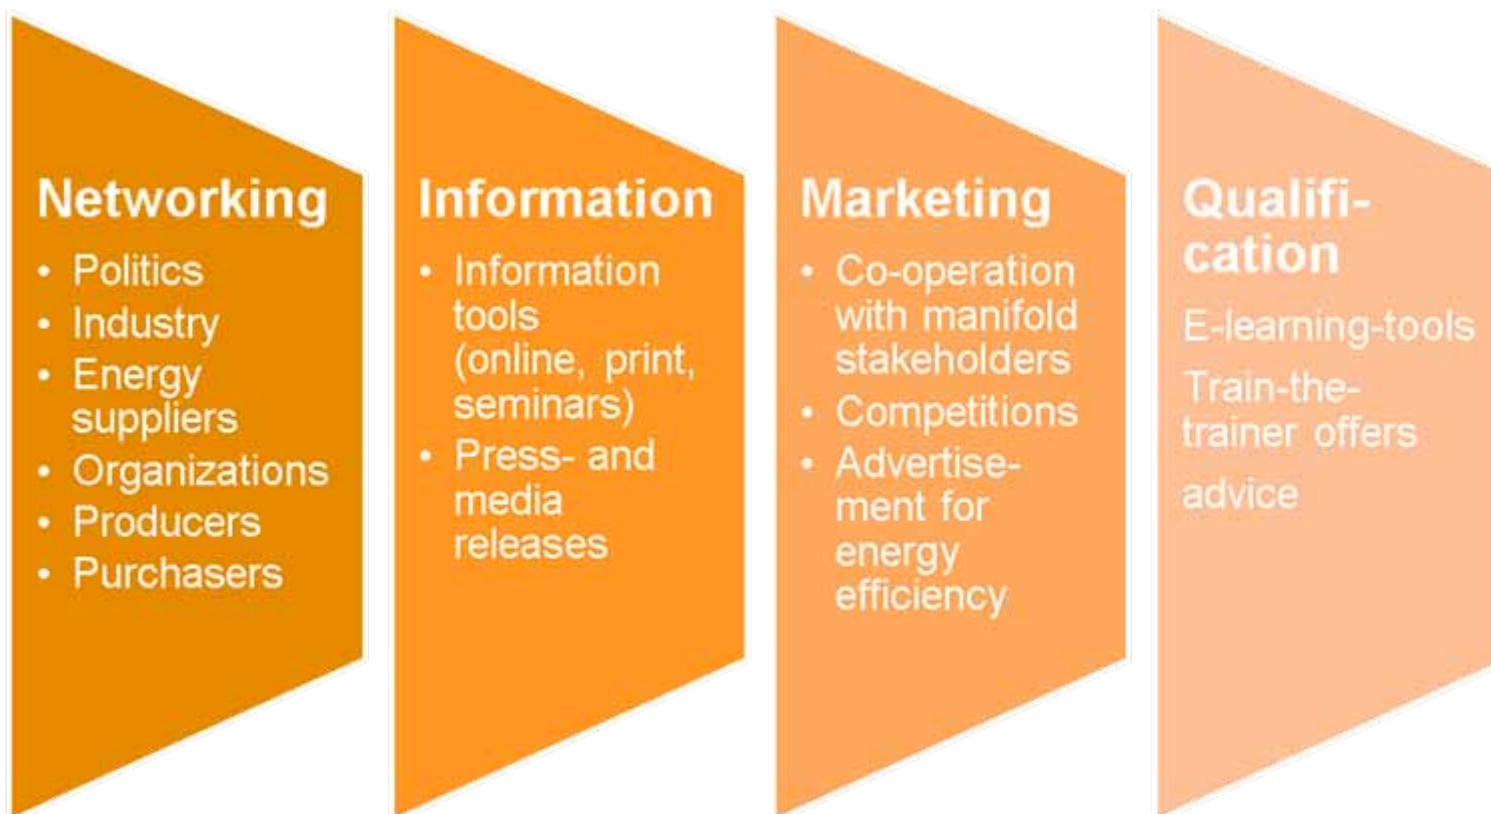 Networking
• Politics
• Industry
• Energy
suppliers
• Organizations
• Producers
• Purchasers
Information
• Information
tools
(online, print,
seminars)
• Press- and
media
releases
Marketing
• Co-operation
with manifold
stakeholders
• Competitions
• Advertise-
ment for
energy
efficiency
Qualifi-
cation
E-learning-tools
Train-the-
trainer offers
advice